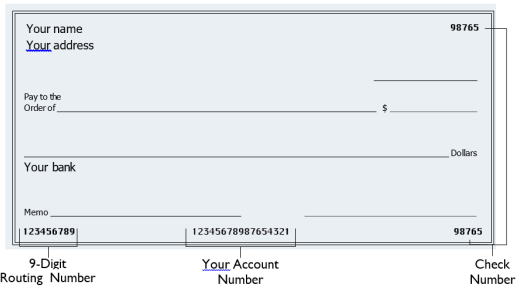 Your name
98765
Your address
Pay to the
Order of
$
Dollars
Your bank
Memo
123456789
12345678987654321
98765
9-Digit
Routing Number
Your Account
Number
Check
Number